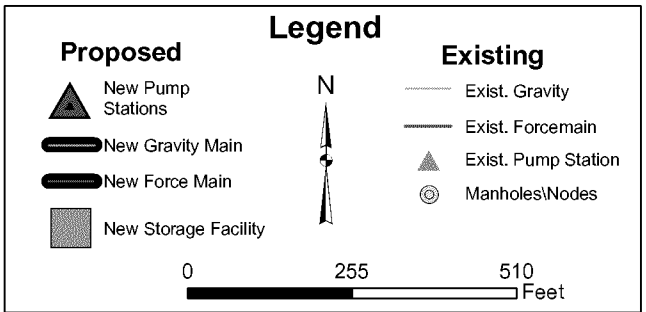 Legend
Proposed
New Pump
Stations
New Gravity Main
New Force Main
New Storage Facility
N
Existing
Exist. Gravity
Exist. Forcemain
Exist. Pump Station
Manholes\Nodes
0 255 510
Feet